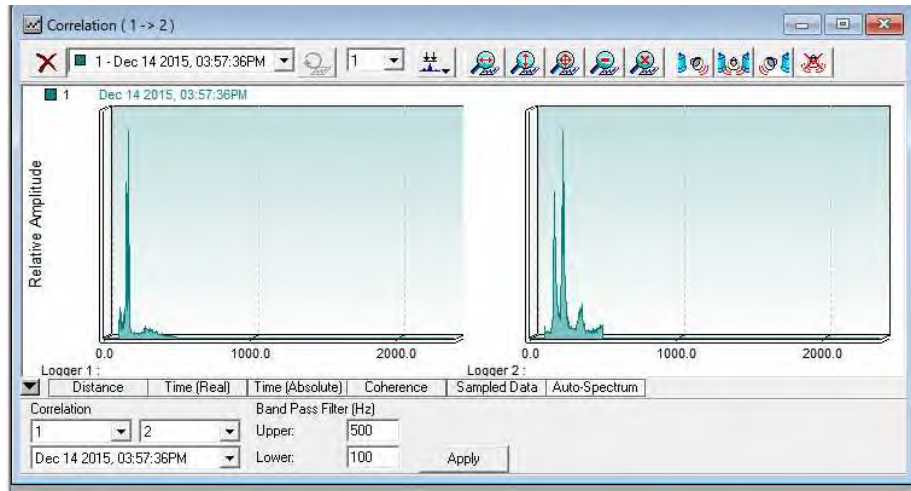 Correlation ( 1 -> 2 )
1 - Dec 14 2015, 03:57:36PM
1
1 Dec 14 2015, 03:57:36PM
Relative Amplitude
0.0 1000.0 2000.0
0.0 1000.0 2000.0
Logger 1 :
Logger 2 :
Distance Time (Real) Time (Absolute) Coherence Sampled Data Auto-Spectrum
Correlation Band Pass Filter (Hz)
1 2 Upper: 500
Dec 14 2015, 03:57:36PM Lower: 100 Apply